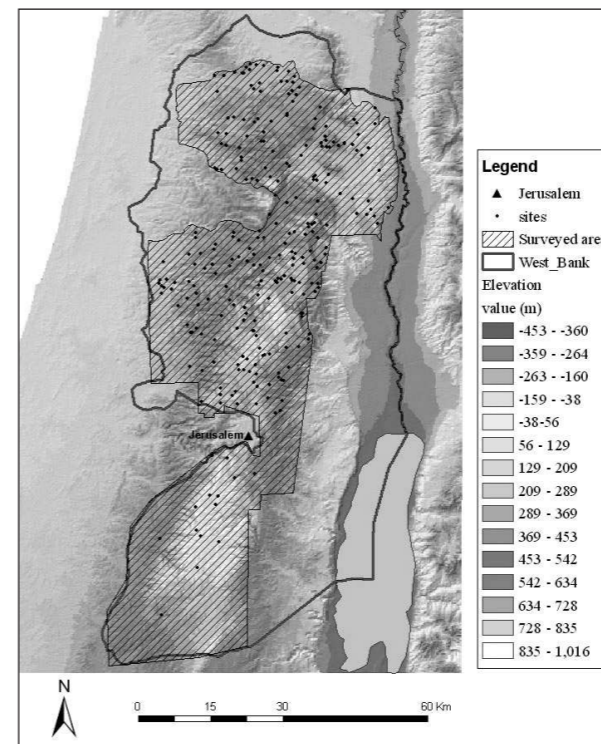 Jerusalem
Legend
Jerusalem
sites
Surveyed area
West_Bank
Elevation
value (m)
-453 - -360
-359 - -264
-263 - -160
-159 - -38
-38-56
56 - 129
129 - 209
209 - 289
289 - 369
369 - 453
453 - 542
542 - 634
634 - 728
728 - 835
835 - 1,016
N
0 15 30 60 Km